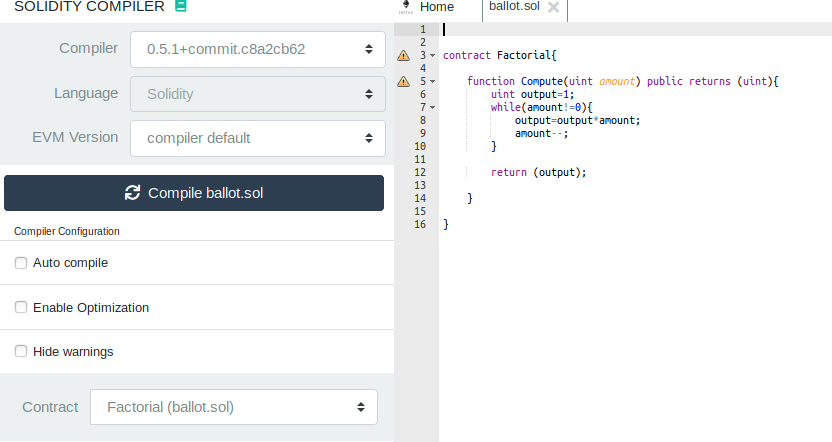 SOLIDITY COMPILER
Compiler
0.5.1+commit.c8a2cb62
Language
Solidity
EVM Version
compiler default
Compile ballot.sol
Compiler Configuration
Auto compile
Enable Optimization
Hide warnings
Contract
Factorial (ballot.sol)
Home
ballot.sol
1
2
3 contract Factorial{
4
5 function Compute(uint amount) public returns (uint){
6 uint output=1;
7 while(amount!=0){
8 output=output*amount;
9 amount--;
10 }
11
12 return (output);
13
14 }
15
16 }